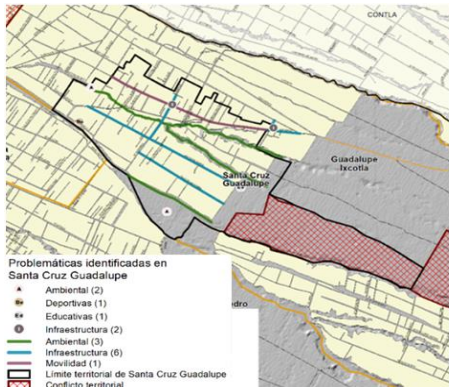 CONTLA
Guadalupe
Ixcotla
Santa Cruz
Guadalupe
Problemáticas identificadas en
Santa Cruz Guadalupe
Ambiental (2)
Deportivas (1)
Educativas (1)
Infraestructura (2)
Ambiental (3)
Infraestructura (6)
Movilidad (1)
Límite territorial de Santa Cruz Guadalupe
Conflicto territorial